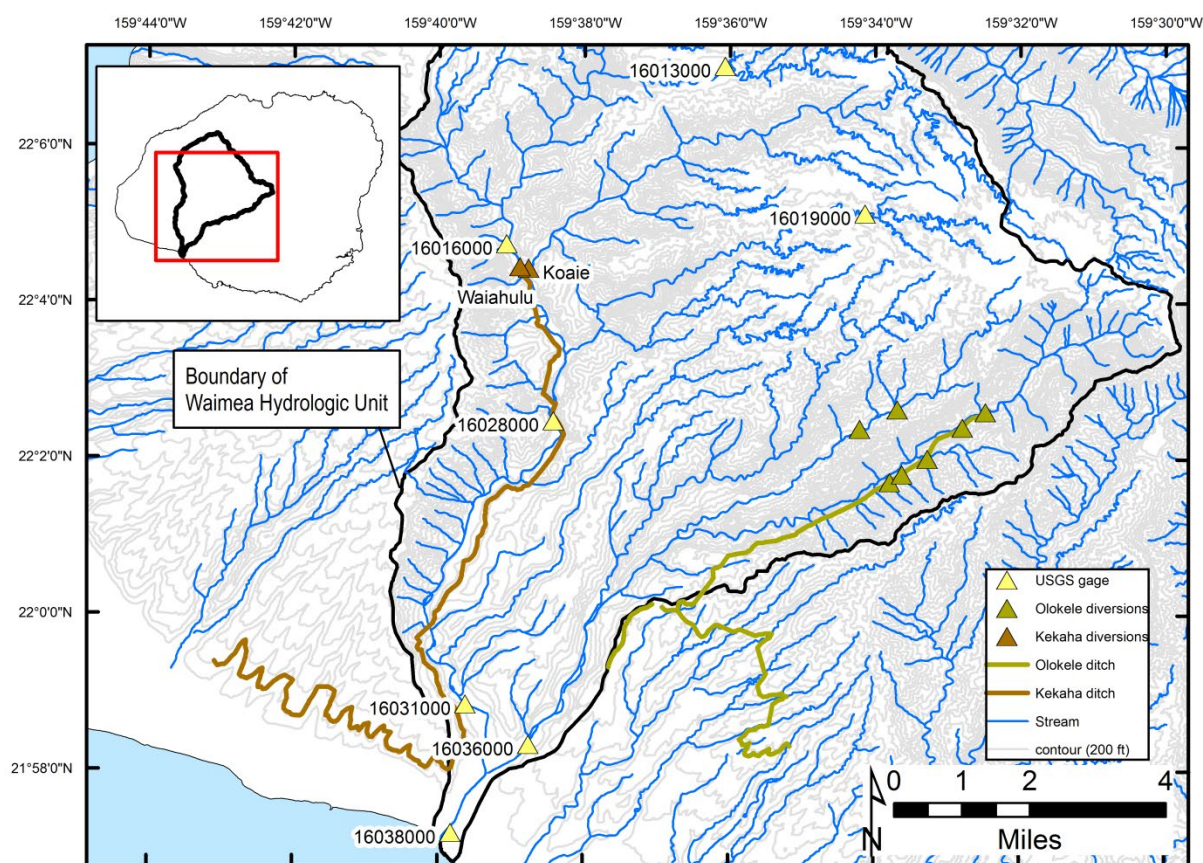 159°44'0"W 159°42'0"W 159°40'0"W 159°38'0"W 159°36'0"W 159°34'0"W 159°32'0"W 159°30'0"W
16013000
22°6'0"N
16019000
16016000
Koaie
Waiahulu
22°4'0"N
Boundary of
Waimea Hydrologic Unit
16028000
22°2'0"N
USGS gage
Olokele diversions
Kekaha diversions
Olokele ditch
Kekaha ditch
Stream
contour (200 ft)
22°0'0"N
16031000
16036000
21°58'0"N
0 1 2 4
Miles
N
16038000